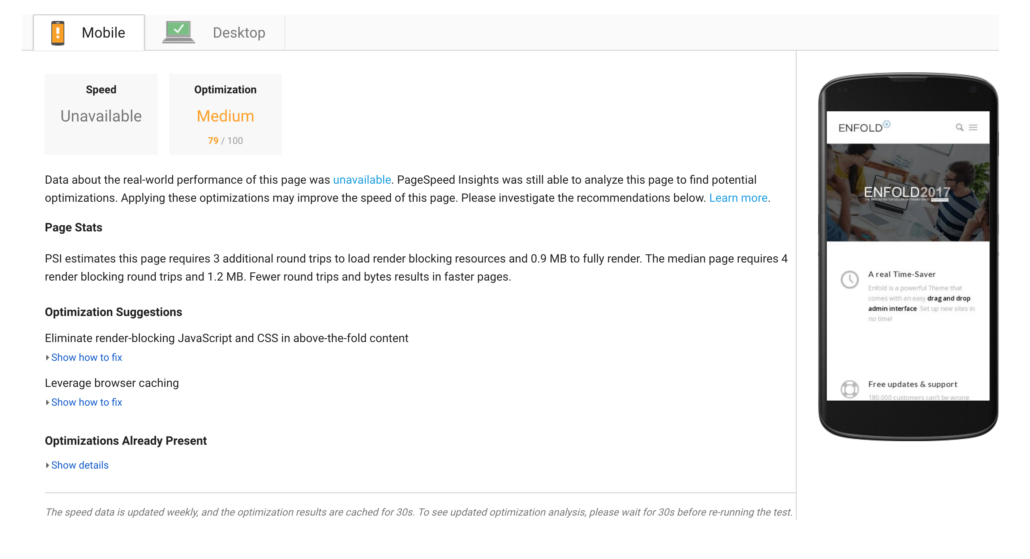 Mobile
Desktop
Speed
Unavailable
Optimization
Medium
79 / 100
Data about the real-world performance of this page was unavailable. PageSpeed Insights was still able to analyze this page to find potential
optimizations. Applying these optimizations may improve the speed of this page. Please investigate the recommendations below. Learn more.
Page Stats
PSI estimates this page requires 3 additional round trips to load render blocking resources and 0.9 MB to fully render. The median page requires 4
render blocking round trips and 1.2 MB. Fewer round trips and bytes results in faster pages.
Optimization Suggestions
Eliminate render-blocking JavaScript and CSS in above-the-fold content
Show how to fix
Leverage browser caching
Show how to fix
Optimizations Already Present
Show details
The speed data is updated weekly, and the optimization results are cached for 30s. To see updated optimization analysis, please wait for 30s before re-running the test.
ENFOLD
ENFOLD2017
A real Time-Saver
Enfold is a powerful Theme that
comes with an easy drag and drop
admin interface. Set up new sites in
no time!
Free updates & support
180.000 customers can't be wrong.